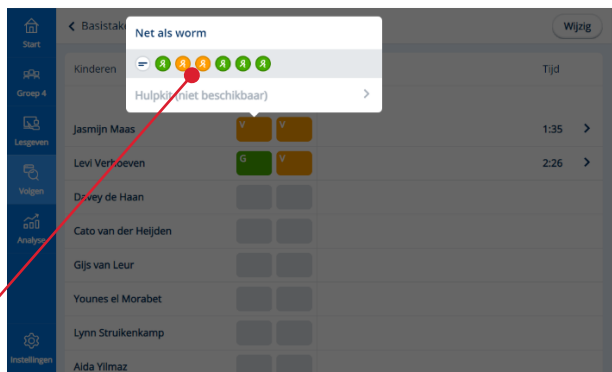 Start
Groep 4
Lesgeven
Volgen
Analyse
Instellingen
Basistak
Wijzig
Net als worm
Hulpkit (niet beschikbaar)
Kinderen
Tijd
Jasmijn Maas V V 1:35
Levi Verhoeven G V 2:26
Davey de Haan
Cato van der Heijden
Gijs van Leur
Younes el Morabet
Lynn Struikenkamp
Alda Yilmaz